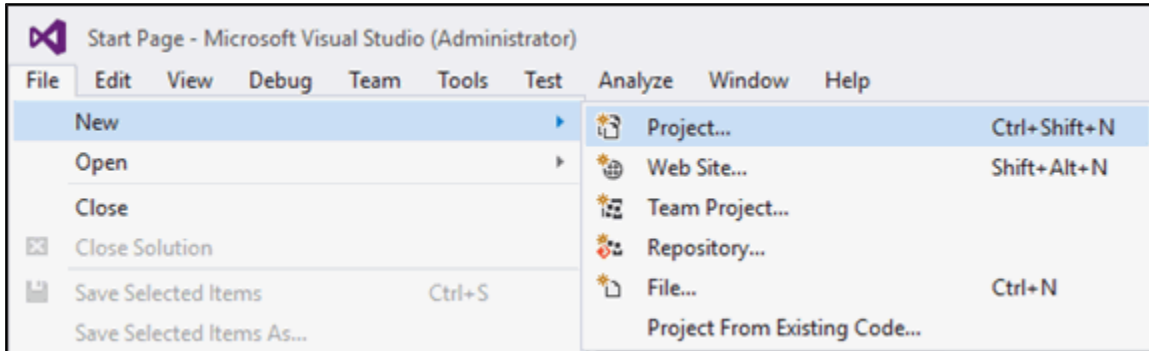 Start Page - Microsoft Visual Studio (Administrator)
File Edit View Debug Team Tools Test Analyze Window Help
New
Open
Close
Close Solution
Save Selected Items Ctrl+S
Save Selected Items As...
Project... Ctrl+Shift+N
Web Site... Shift+Alt+N
Team Project...
Repository...
File... Ctrl+N
Project From Existing Code...